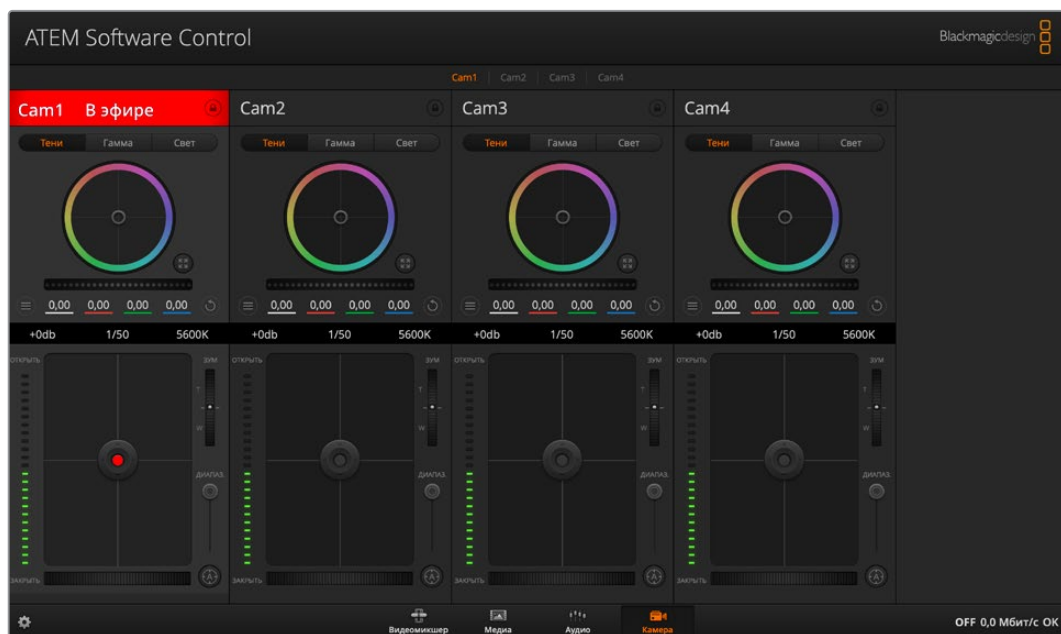 ATEM Software Control
Blackmagicdesign
Cam1 Cam2 Cam3 Cam4
Cam1 В эфире Cam2 Cam3 Cam4
Тени Гамма Свет Тени Гамма Свет Тени Гамма Свет Тени Гамма Свет
0,00 0,00 0,00 0,00 0,00 0,00 0,00 0,00 0,00 0,00 0,00 0,00 0,00 0,00 0,00 0,00
+0db 1/50 5600K +0db 1/50 5600K +0db 1/50 5600K +0db 1/50 5600K
ОТКРЫТЬ ЗУМ ОТКРЫТЬ ЗУМ ОТКРЫТЬ ЗУМ ОТКРЫТЬ ЗУМ
T T T T
W W W W
ДИАПАЗ. ДИАПАЗ. ДИАПАЗ. ДИАПАЗ.
ЗАКРЫТЬ A ЗАКРЫТЬ A ЗАКРЫТЬ A ЗАКРЫТЬ A
Видеомикшер Медиа Аудио Камера
OFF 0,0 Мбит/с OK